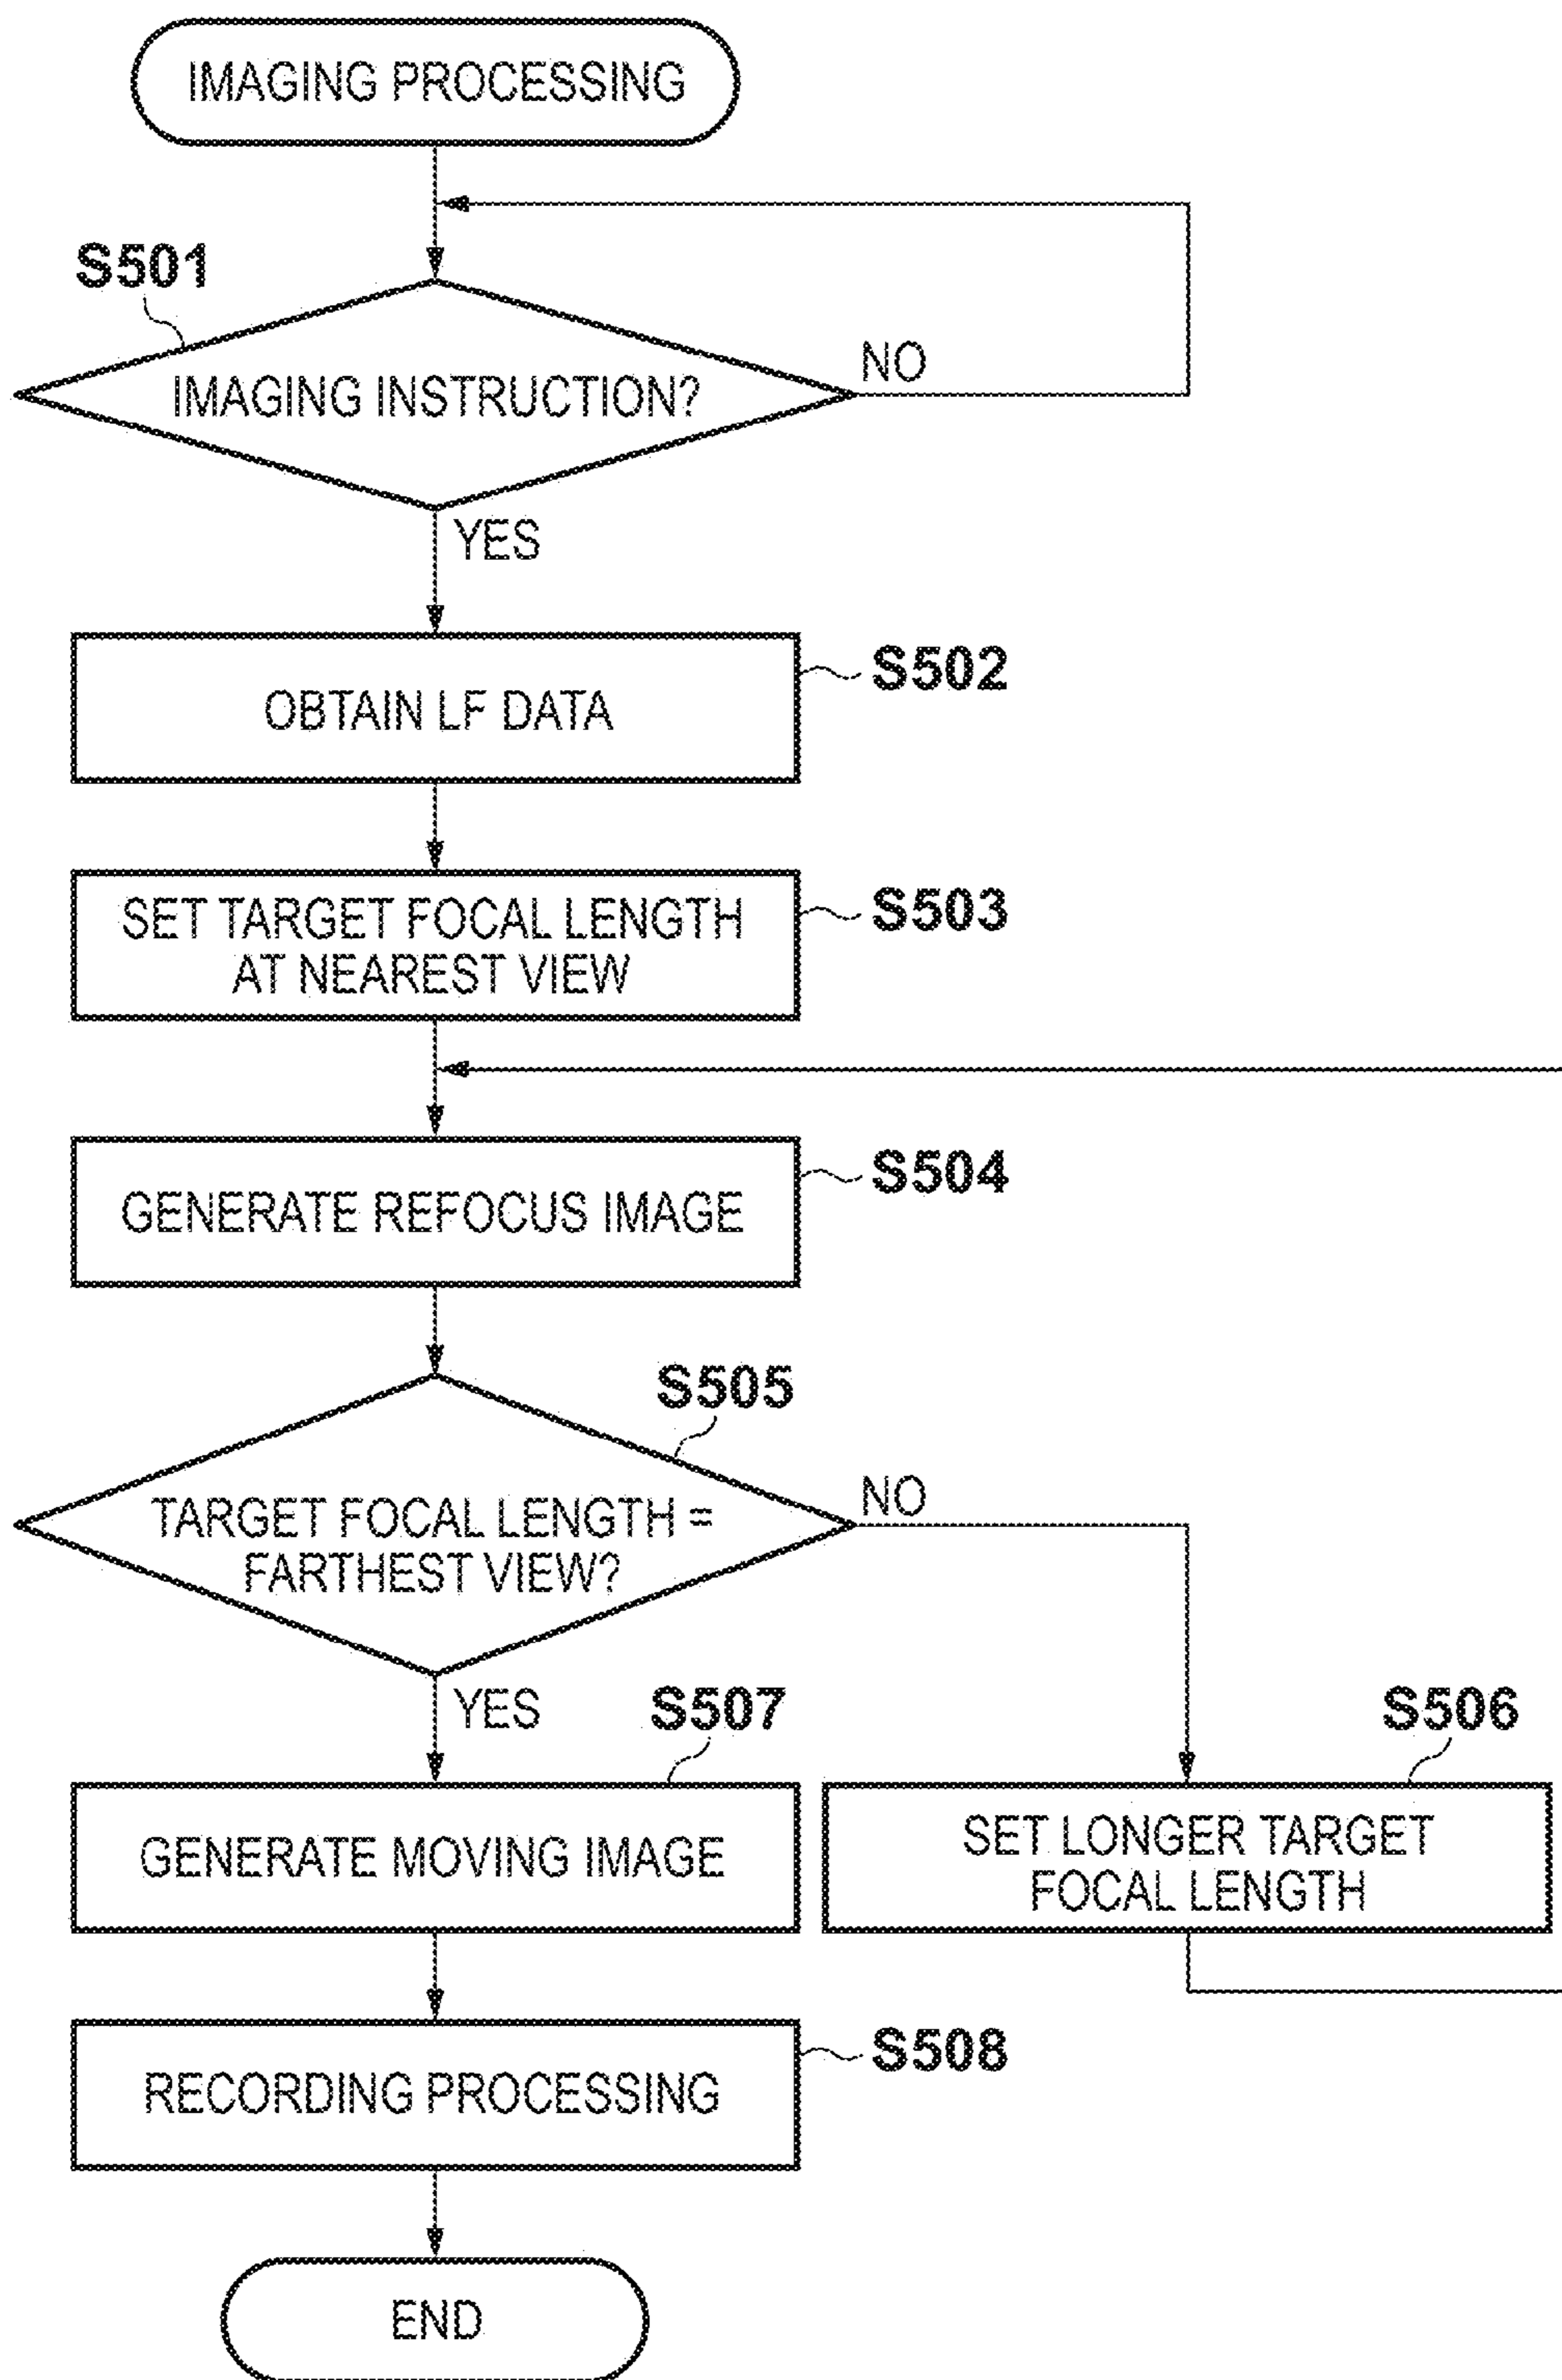 IMAGING PROCESSING
S501
IMAGING INSTRUCTION?
NO
YES
S502
OBTAIN LF DATA
S503
SET TARGET FOCAL LENGTH
AT NEAREST VIEW
S504
GENERATE REFOCUS IMAGE
S505
TARGET FOCAL LENGTH =
FARTHEST VIEW?
NO
YES
S507
GENERATE MOVING IMAGE
S506
SET LONGER TARGET
FOCAL LENGTH
S508
RECORDING PROCESSING
END